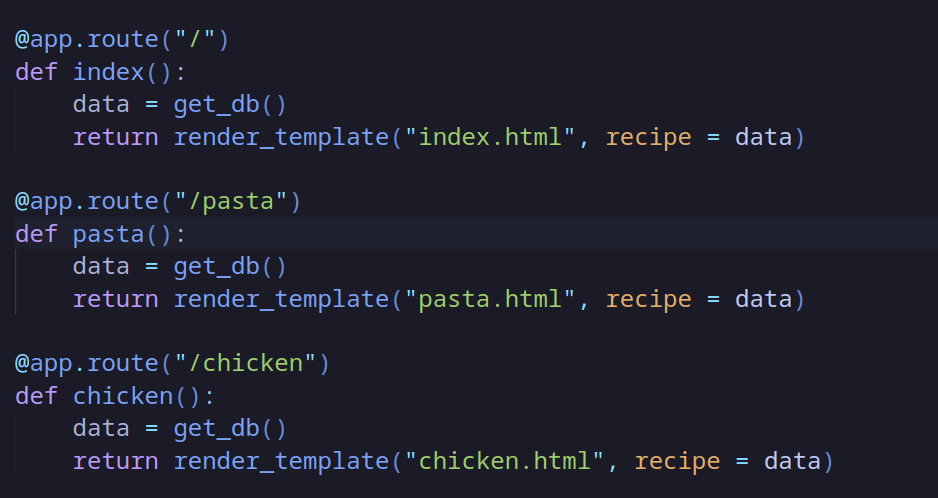 @app.route("/")
def index():
    data = get_db()
    return render_template("index.html", recipe = data)

@app.route("/pasta")
def pasta():
    data = get_db()
    return render_template("pasta.html", recipe = data)

@app.route("/chicken")
def chicken():
    data = get_db()
    return render_template("chicken.html", recipe = data)